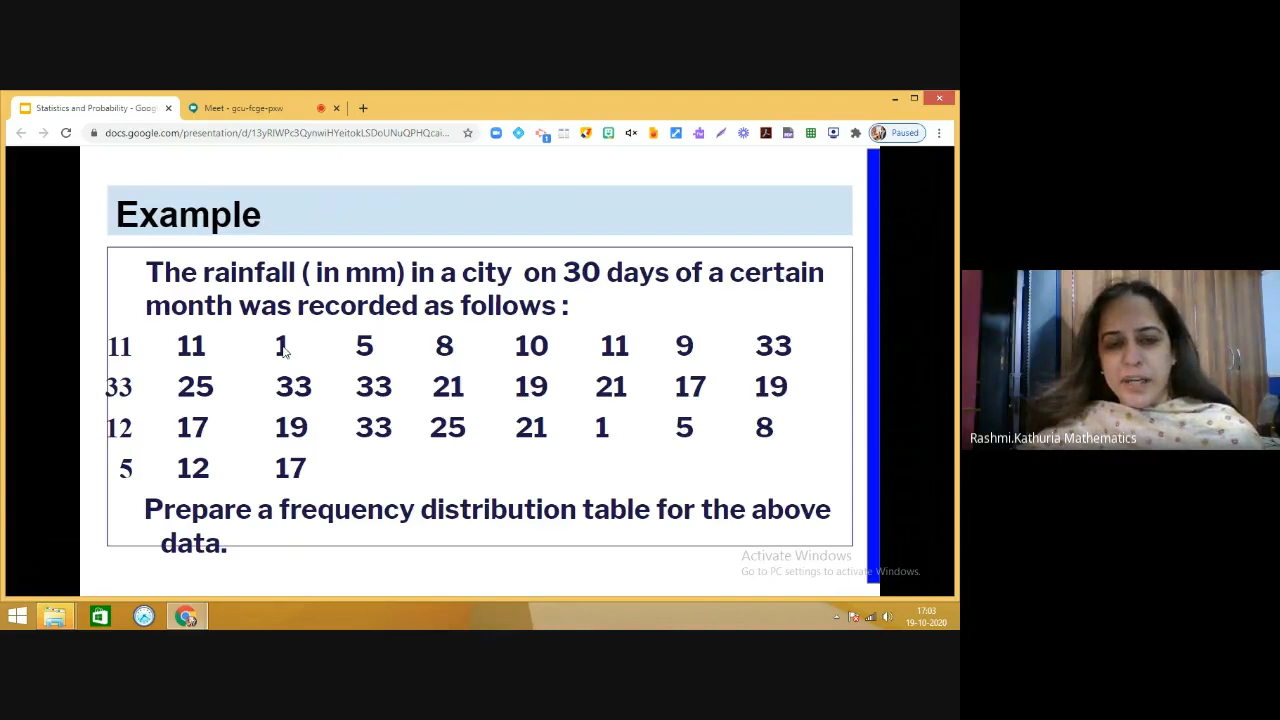 Statistics and Probability - Goog
Meet - gcu-fcge-pxw
docs.google.com/presentation/d/13yRlWPc3QynwiHYeitokLSDoUNuQPHQcai...
Paused
Example
The rainfall ( in mm) in a city on 30 days of a certain
month was recorded as follows :
11 11 1 5 8 10 11 9 33
33 25 33 33 21 19 21 17 19
12 17 19 33 25 21 1 5 8
5 12 17
Prepare a frequency distribution table for the above
data.
Activate Windows
Go to PC settings to activate Windows.
Rashmi.Kathuria Mathematics
17:03
19-10-2020